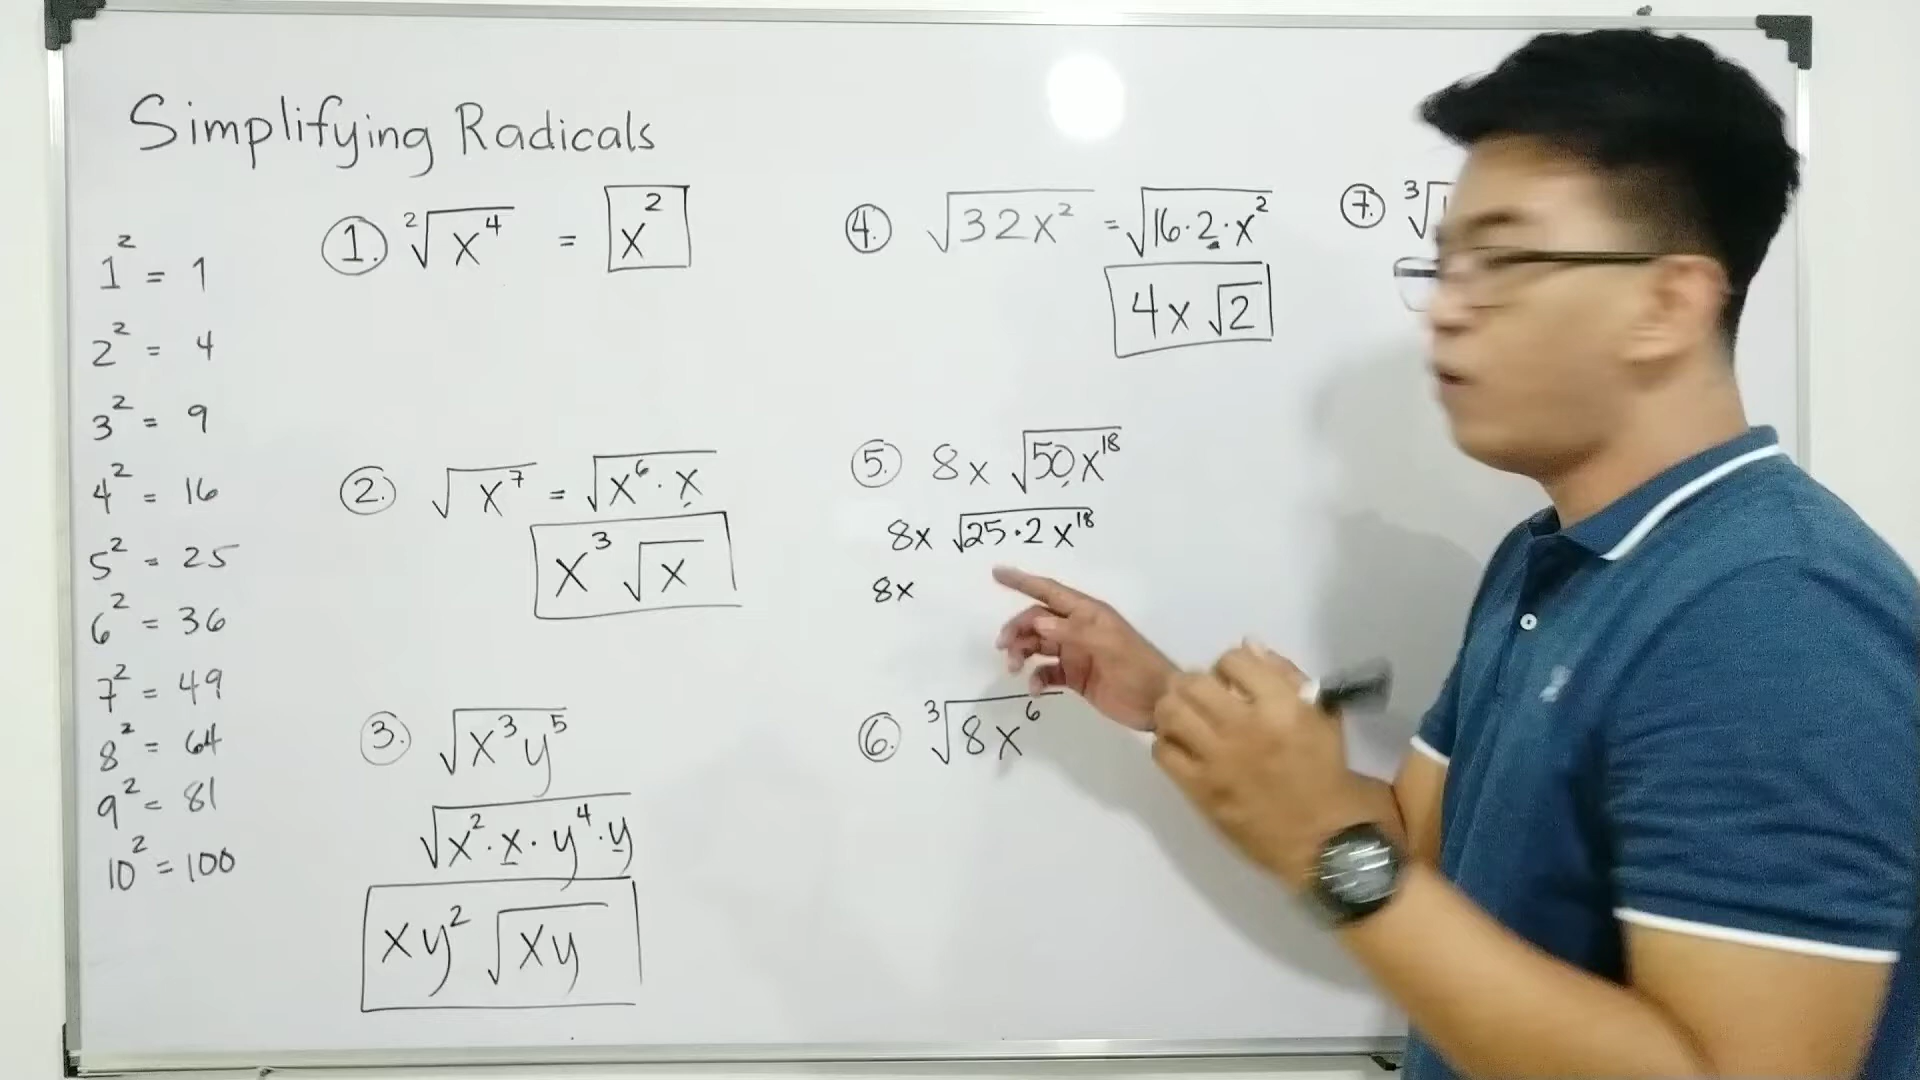 Simplifying Radicals
1² = 1
2² = 4
3² = 9
4² = 16
5² = 25
6² = 36
7² = 49
8² = 64
9² = 81
10² = 100
1. ²√x⁴ = x²
2. √x⁷ = √x⁶·x
x³√x
3. √x³y⁵
√x²·x·y⁴·y
xy²√xy
4. √32x² = √16·2·x²
4x√2
5. 8x √50x¹⁸
8x √25·2x¹⁸
8x
6. ³√8x⁶
7. ³√